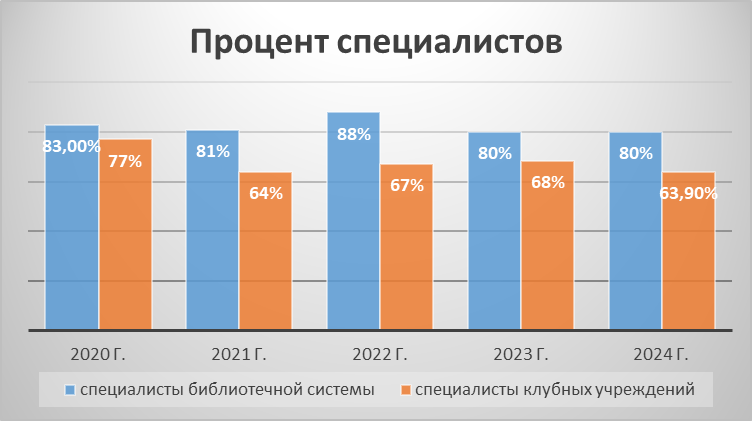 Процент специалистов
83,00%
77%
81%
64%
88%
67%
80%
68%
80%
63,90%
2020 Г.
2021 Г.
2022 Г.
2023 Г.
2024 Г.
специалисты библиотечной системы
специалисты клубных учреждений